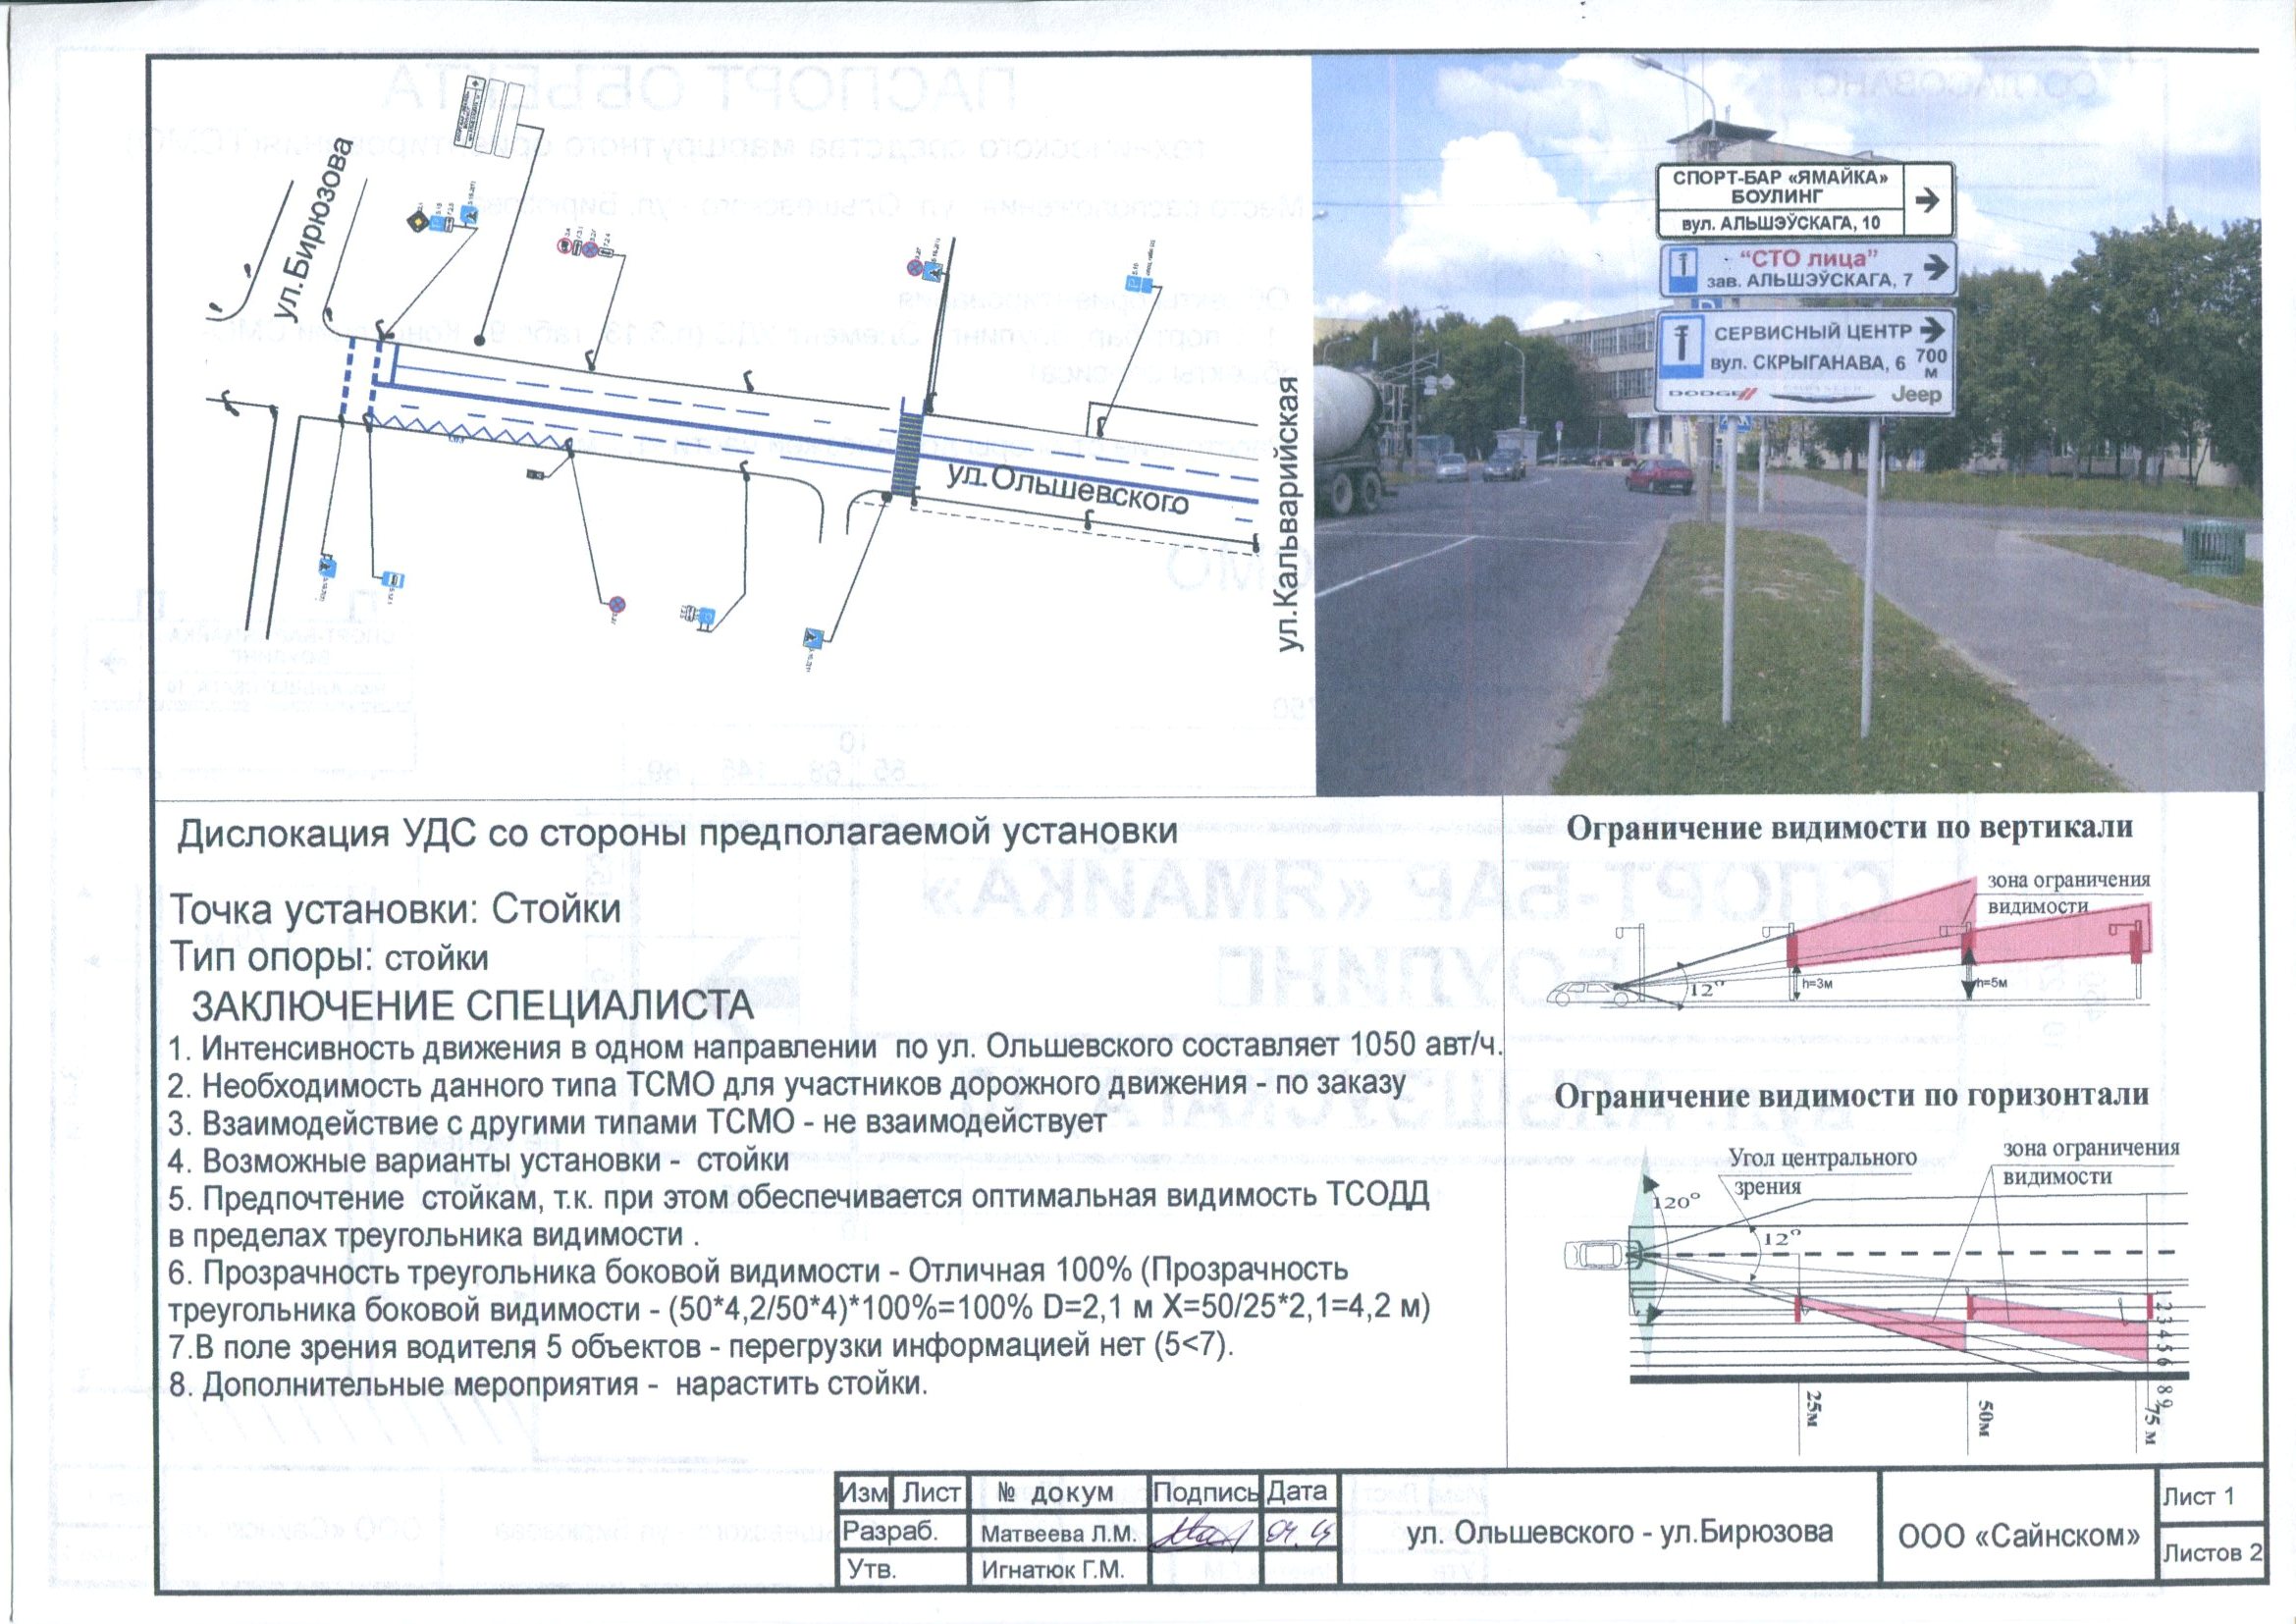 ул.Бирюзова
ул.Ольшевского
ул.Кальварийская
СПОРТ-БАР «ЯМАЙКА»
БОУЛИНГ
вул. АЛЬШЭЎСКАГА, 10
"СТО лица"
зав. АЛЬШЭЎСКАГА, 7
СЕРВИСНЫЙ ЦЕНТР
вул. СКРЫГАНАВА, 6 700 м
DODGE Jeep
Дислокация УДС со стороны предполагаемой установки
Точка установки: Стойки
Тип опоры: стойки
ЗАКЛЮЧЕНИЕ СПЕЦИАЛИСТА
1. Интенсивность движения в одном направлении по ул. Ольшевского составляет 1050 авт/ч.
2. Необходимость данного типа ТСМО для участников дорожного движения - по заказу
3. Взаимодействие с другими типами ТСМО - не взаимодействует
4. Возможные варианты установки - стойки
5. Предпочтение стойкам, т.к. при этом обеспечивается оптимальная видимость ТСОДД
в пределах треугольника видимости .
6. Прозрачность треугольника боковой видимости - Отличная 100% (Прозрачность
треугольника боковой видимости - (50*4,2/50*4)*100%=100% D=2,1 м X=50/25*2,1=4,2 м)
7.В поле зрения водителя 5 объектов - перегрузки информацией нет (5<7).
8. Дополнительные мероприятия - нарастить стойки.
Ограничение видимости по вертикали
зона ограничения
видимости
12°
h=3м
h=5м
Ограничение видимости по горизонтали
Угол центрального
зрения
зона ограничения
видимости
120°
12°
1 2 3 4 5 6 8 9
25м
50м
75 м
Изм Лист № докум Подпись Дата
Разраб. Матвеева Л.М.
Утв. Игнатюк Г.М.
ул. Ольшевского - ул.Бирюзова
ООО «Сайнском»
Лист 1
Листов 2